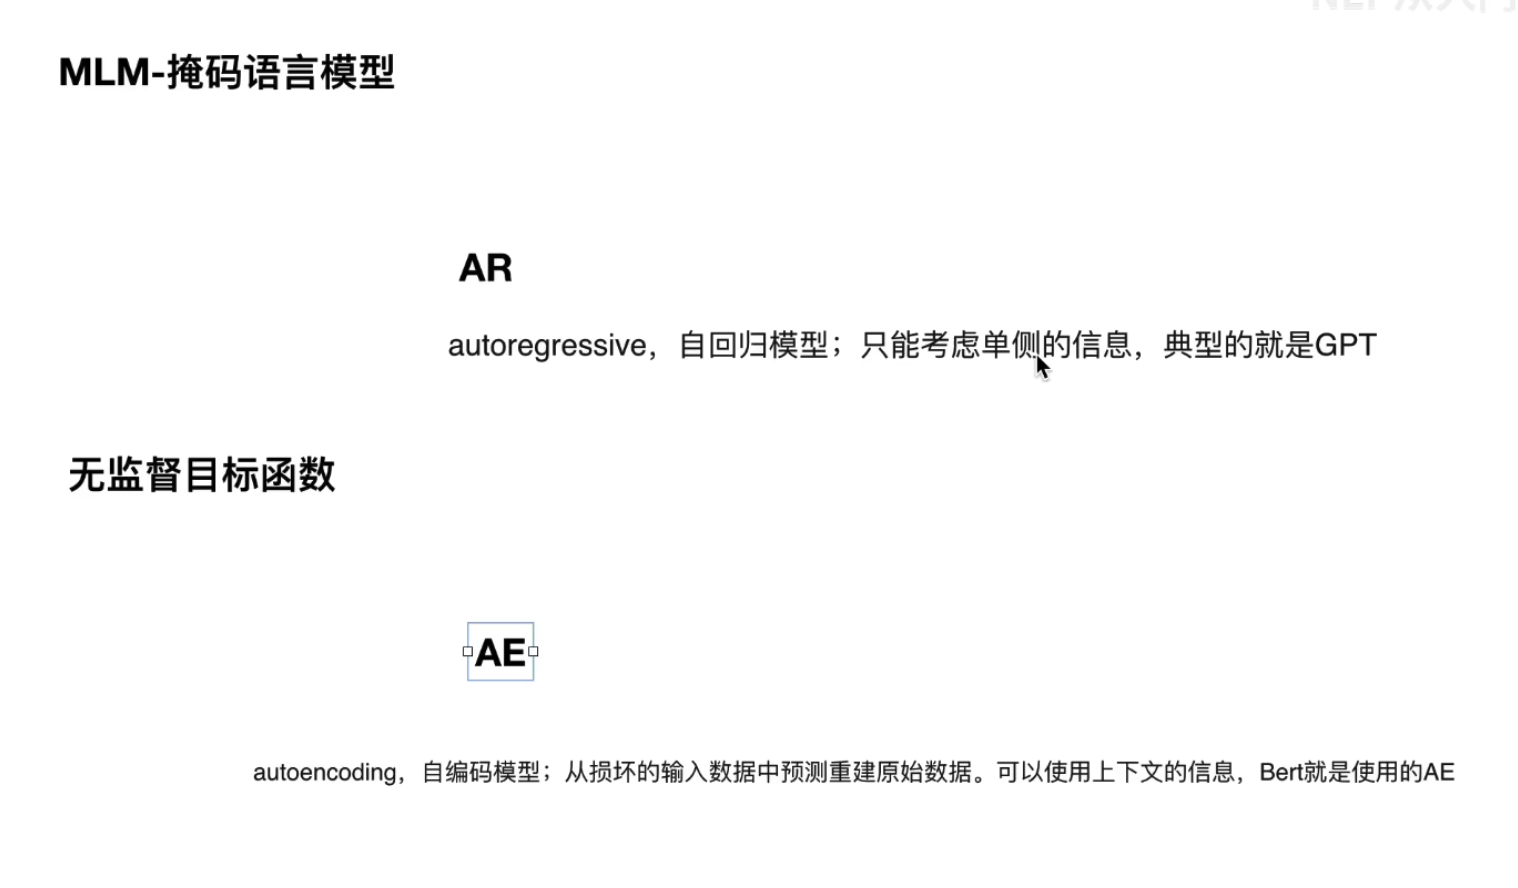 MLM-掩码语言模型
AR
autoregressive，自回归模型；只能考虑单侧的信息，典型的就是GPT
无监督目标函数
AE
autoencoding，自编码模型；从损坏的输入数据中预测重建原始数据。可以使用上下文的信息，Bert就是使用的AE